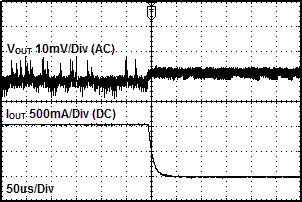 VOUT 10mV/Div (AC)
IOUT 500mA/Div (DC)
50us/Div